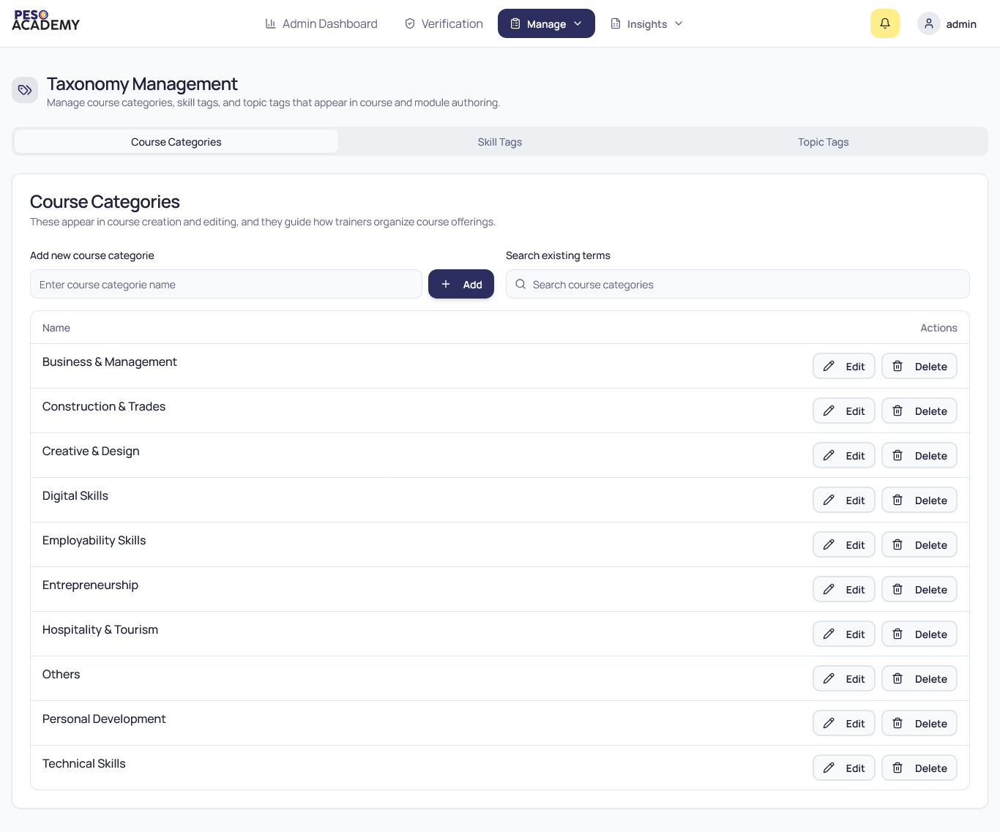 PESO
ACADEMY
Admin Dashboard
Verification
Manage
Insights
admin
Taxonomy Management
Manage course categories, skill tags, and topic tags that appear in course and module authoring.
Course Categories
Skill Tags
Topic Tags
Course Categories
These appear in course creation and editing, and they guide how trainers organize course offerings.
Add new course categorie
Search existing terms
Enter course categorie name
Add
Search course categories
Name
Actions
Business & Management
Edit
Delete
Construction & Trades
Edit
Delete
Creative & Design
Edit
Delete
Digital Skills
Edit
Delete
Employability Skills
Edit
Delete
Entrepreneurship
Edit
Delete
Hospitality & Tourism
Edit
Delete
Others
Edit
Delete
Personal Development
Edit
Delete
Technical Skills
Edit
Delete